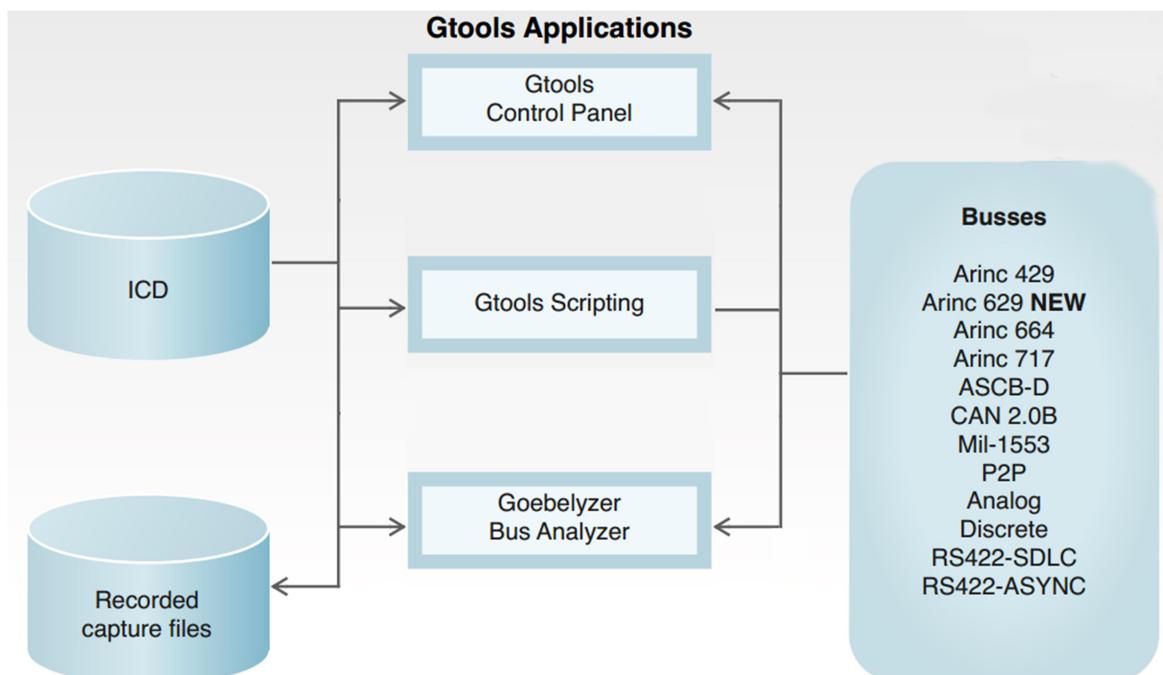 Gtools Applications
Gtools
Control Panel
ICD
Gtools Scripting
Goebelyzer
Bus Analyzer
Recorded
capture files
Busses
Arinc 429
Arinc 629 NEW
Arinc 664
Arinc 717
ASCB-D
CAN 2.0B
Mil-1553
P2P
Analog
Discrete
RS422-SDLC
RS422-ASYNC